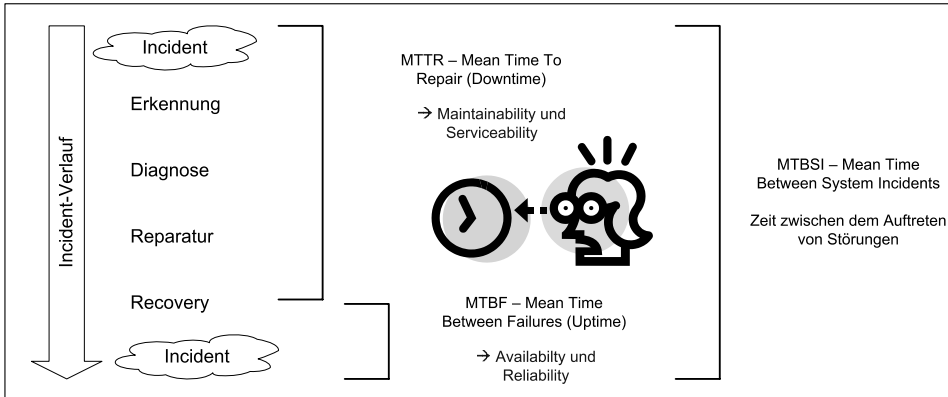 Incident-Verlauf
Incident
Erkennung
Diagnose
Reparatur
Recovery
Incident
MTTR – Mean Time To
Repair (Downtime)
→ Maintainability und
Serviceability
MTBF – Mean Time
Between Failures (Uptime)
→ Availabilty und
Reliability
MTBSI – Mean Time
Between System Incidents
Zeit zwischen dem Auftreten
von Störungen